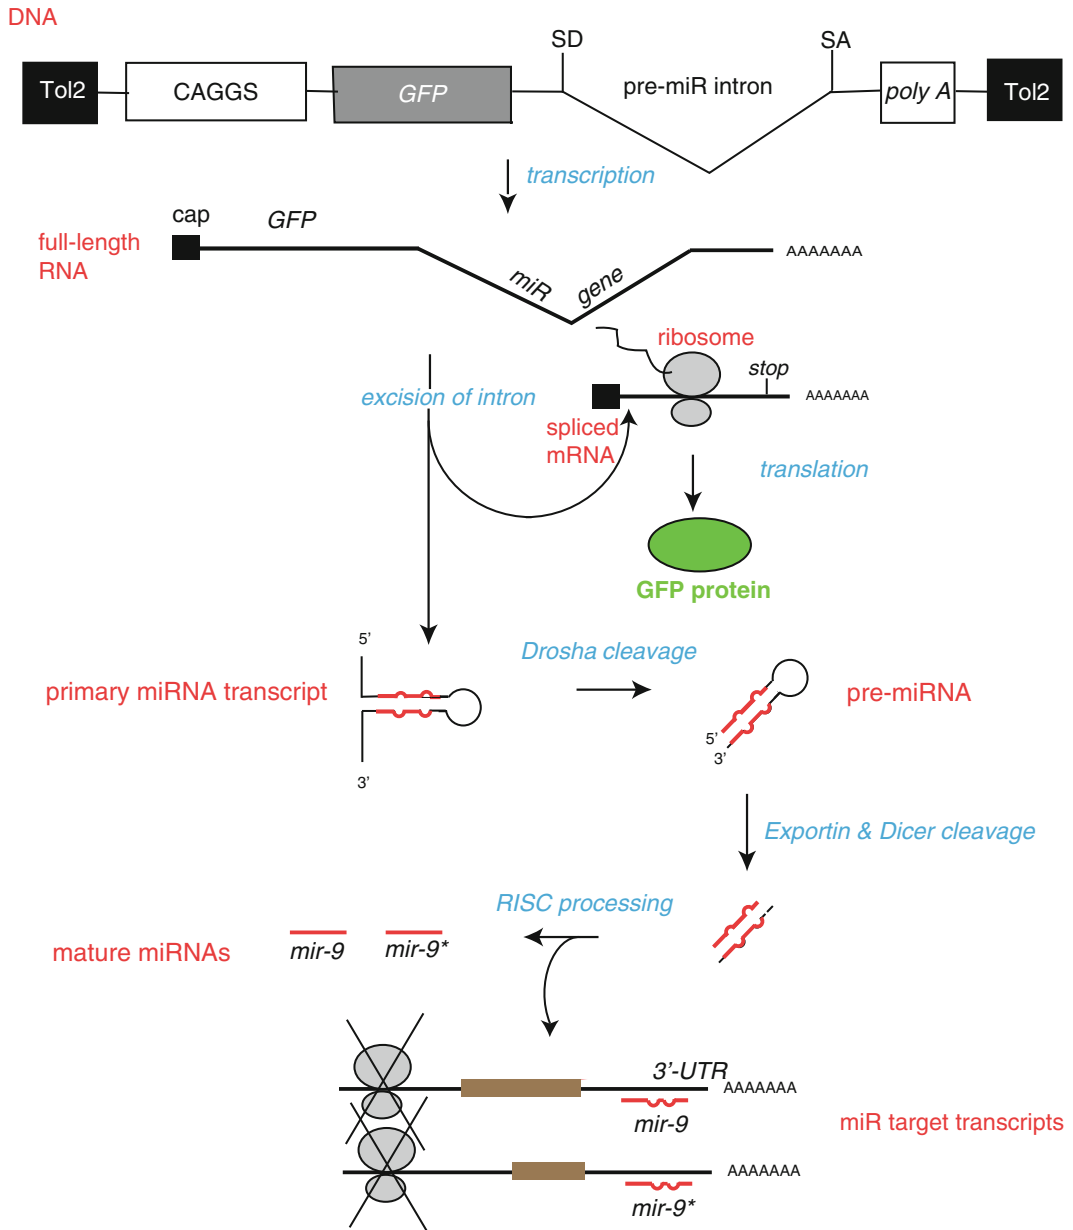 DNA
SD
SA
Tol2
CAGGS
GFP
pre-miR intron
poly A
Tol2
transcription
cap
GFP
full-length
RNA
miR
gene
AAAAAAA
ribosome
stop
excision of intron
AAAAAAA
spliced
mRNA
translation
GFP protein
5'
Drosha cleavage
primary miRNA transcript
pre-miRNA
5'
3'
3'
Exportin & Dicer cleavage
RISC processing
mature miRNAs
mir-9
mir-9*
3'-UTR
AAAAAAA
mir-9
miR target transcripts
AAAAAAA
mir-9*